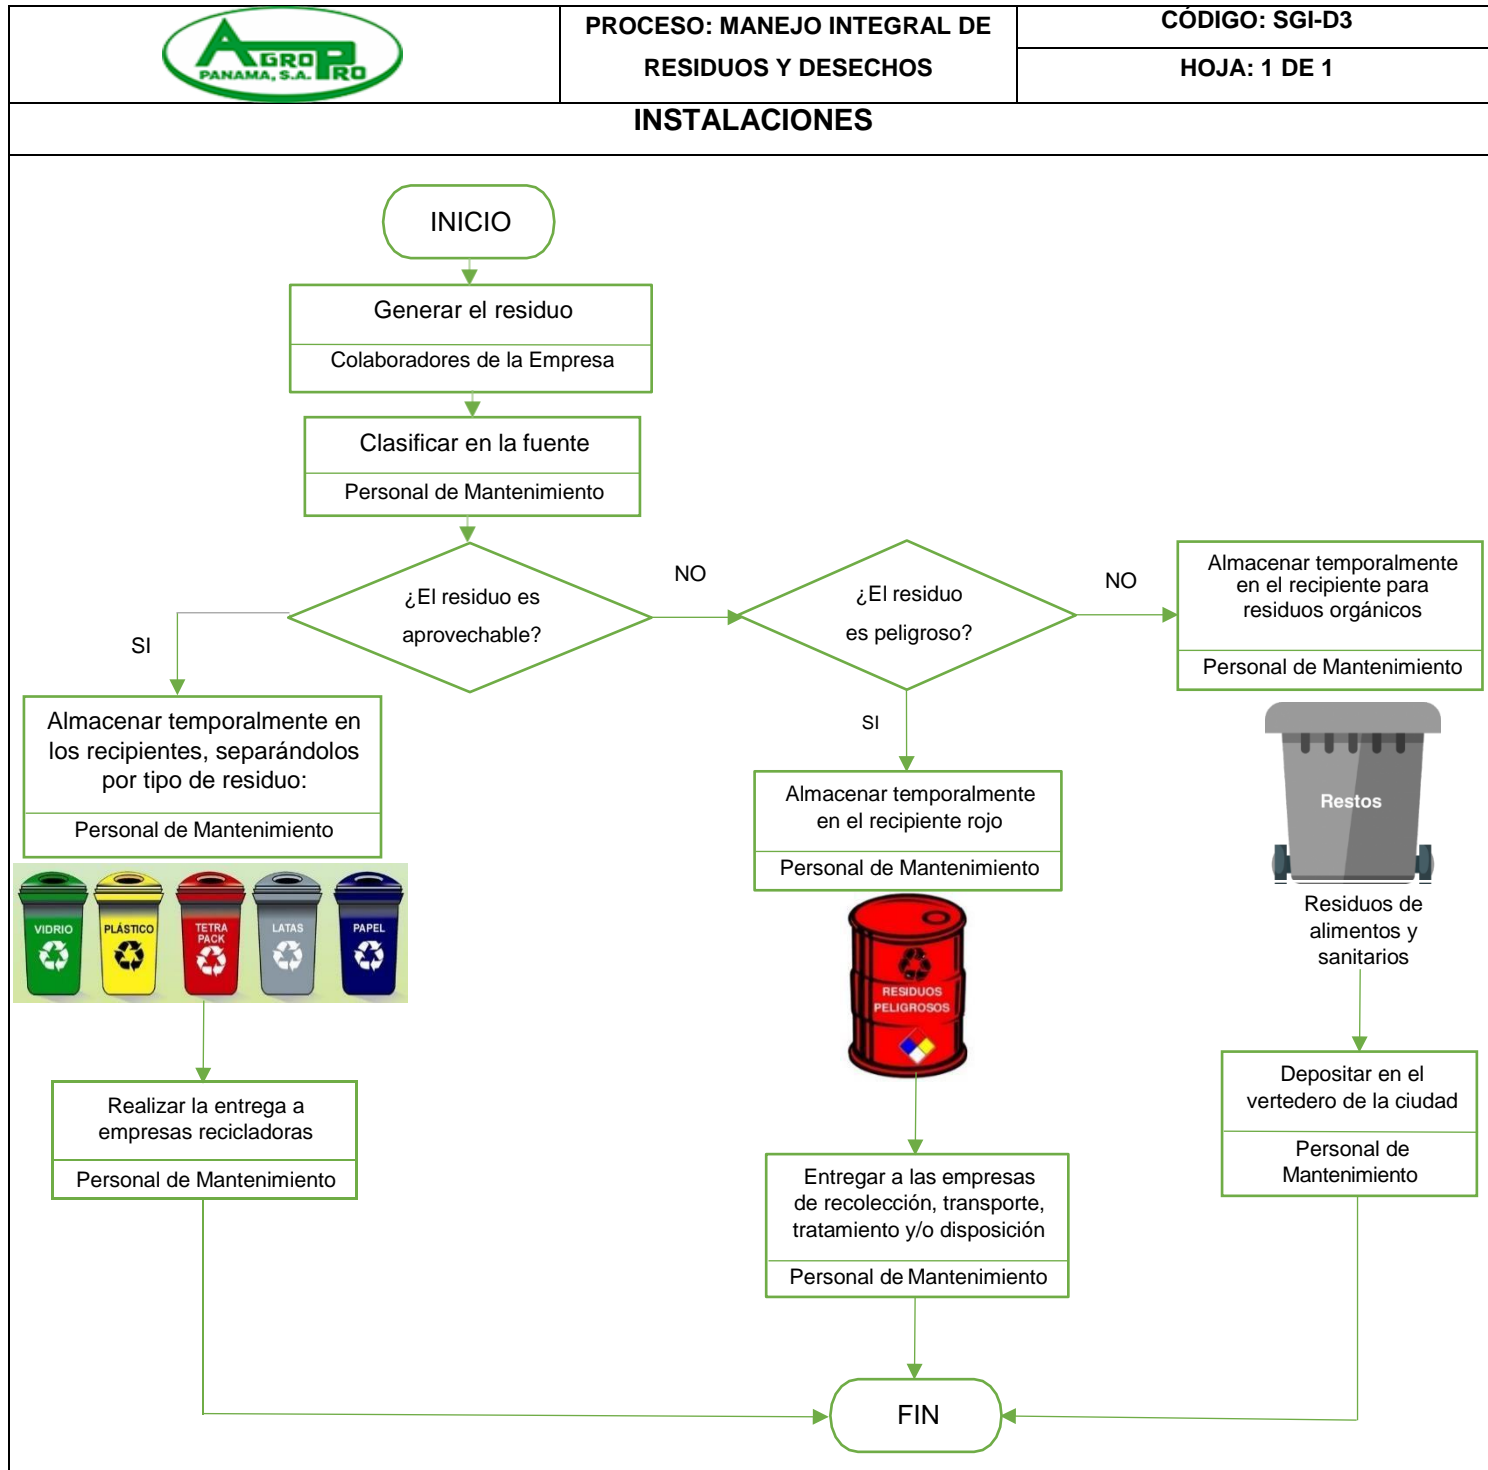 AGROPRO
PANAMA, S.A.
PROCESO: MANEJO INTEGRAL DE
RESIDUOS Y DESECHOS
CÓDIGO: SGI-D3
HOJA: 1 DE 1
INSTALACIONES
INICIO
Generar el residuo
Colaboradores de la Empresa
Clasificar en la fuente
Personal de Mantenimiento
¿El residuo es
aprovechable?
NO
¿El residuo
es peligroso?
NO
Almacenar temporalmente
en el recipiente para
residuos orgánicos
Personal de Mantenimiento
SI
Almacenar temporalmente en
los recipientes, separándolos
por tipo de residuo:
Personal de Mantenimiento
VIDRIO
PLÁSTICO
TETRA
PACK
LATAS
PAPEL
SI
Almacenar temporalmente
en el recipiente rojo
Personal de Mantenimiento
RESIDUOS
PELIGROSOS
Restos
Residuos de
alimentos y
sanitarios
Realizar la entrega a
empresas recicladoras
Personal de Mantenimiento
Entregar a las empresas
de recolección, transporte,
tratamiento y/o disposición
Personal de Mantenimiento
Depositar en el
vertedero de la ciudad
Personal de
Mantenimiento
FIN